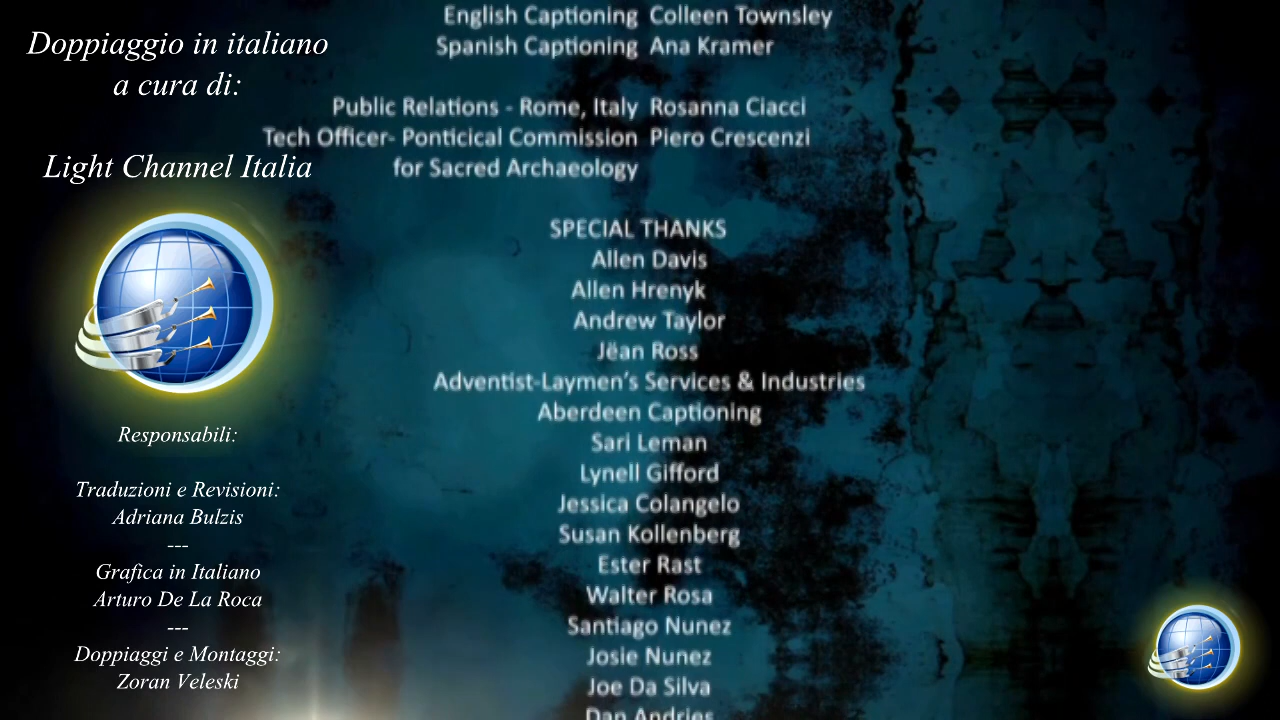 Doppiaggio in italiano
a cura di:
Light Channel Italia
Responsabili:
Traduzioni e Revisioni:
Adriana Bulzis
---
Grafica in Italiano
Arturo De La Roca
---
Doppiaggi e Montaggi:
Zoran Veleski
English Captioning Colleen Townsley
Spanish Captioning Ana Kramer
Public Relations - Rome, Italy Rosanna Ciacci
Tech Officer- Ponticical Commission Piero Crescenzi
for Sacred Archaeology
SPECIAL THANKS
Allen Davis
Allen Hrenyk
Andrew Taylor
Jëan Ross
Adventist-Laymen's Services & Industries
Aberdeen Captioning
Sari Leman
Lynell Gifford
Jessica Colangelo
Susan Kollenberg
Ester Rast
Walter Rosa
Santiago Nunez
Josie Nunez
Joe Da Silva
Dan Andries